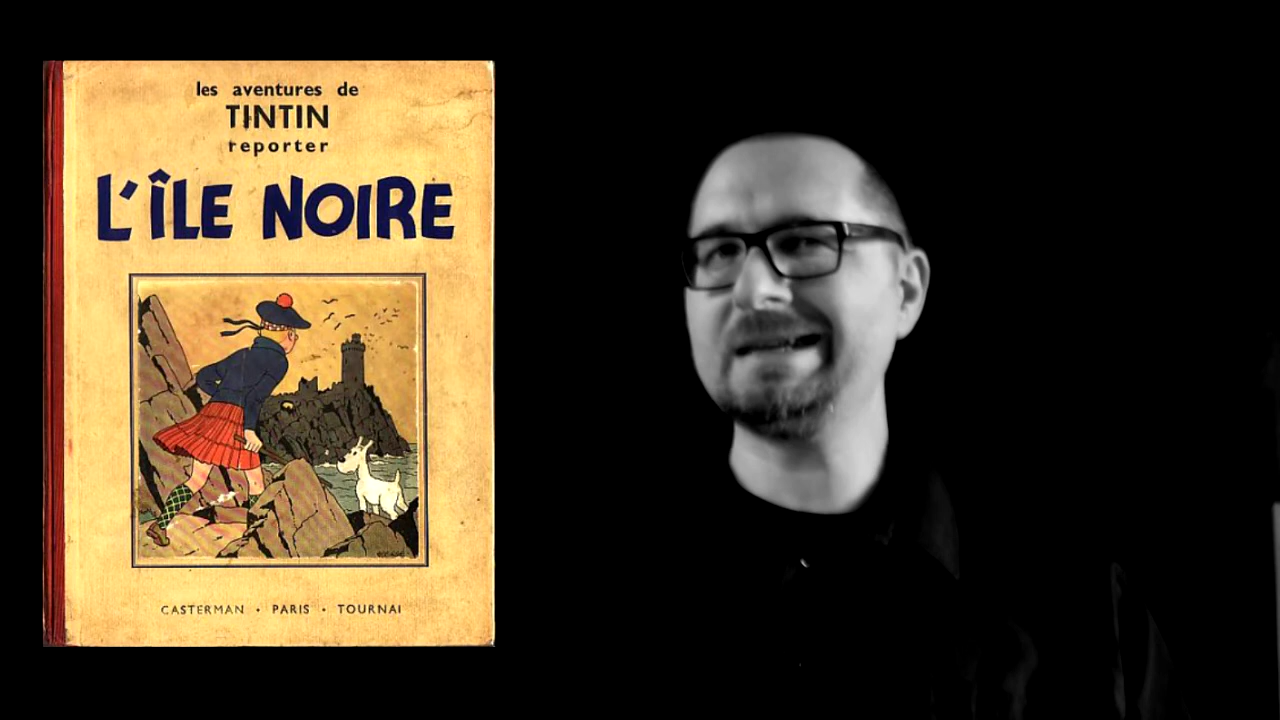 les aventures de
TINTIN
reporter
L'ÎLE NOIRE
CASTERMAN • PARIS • TOURNAI